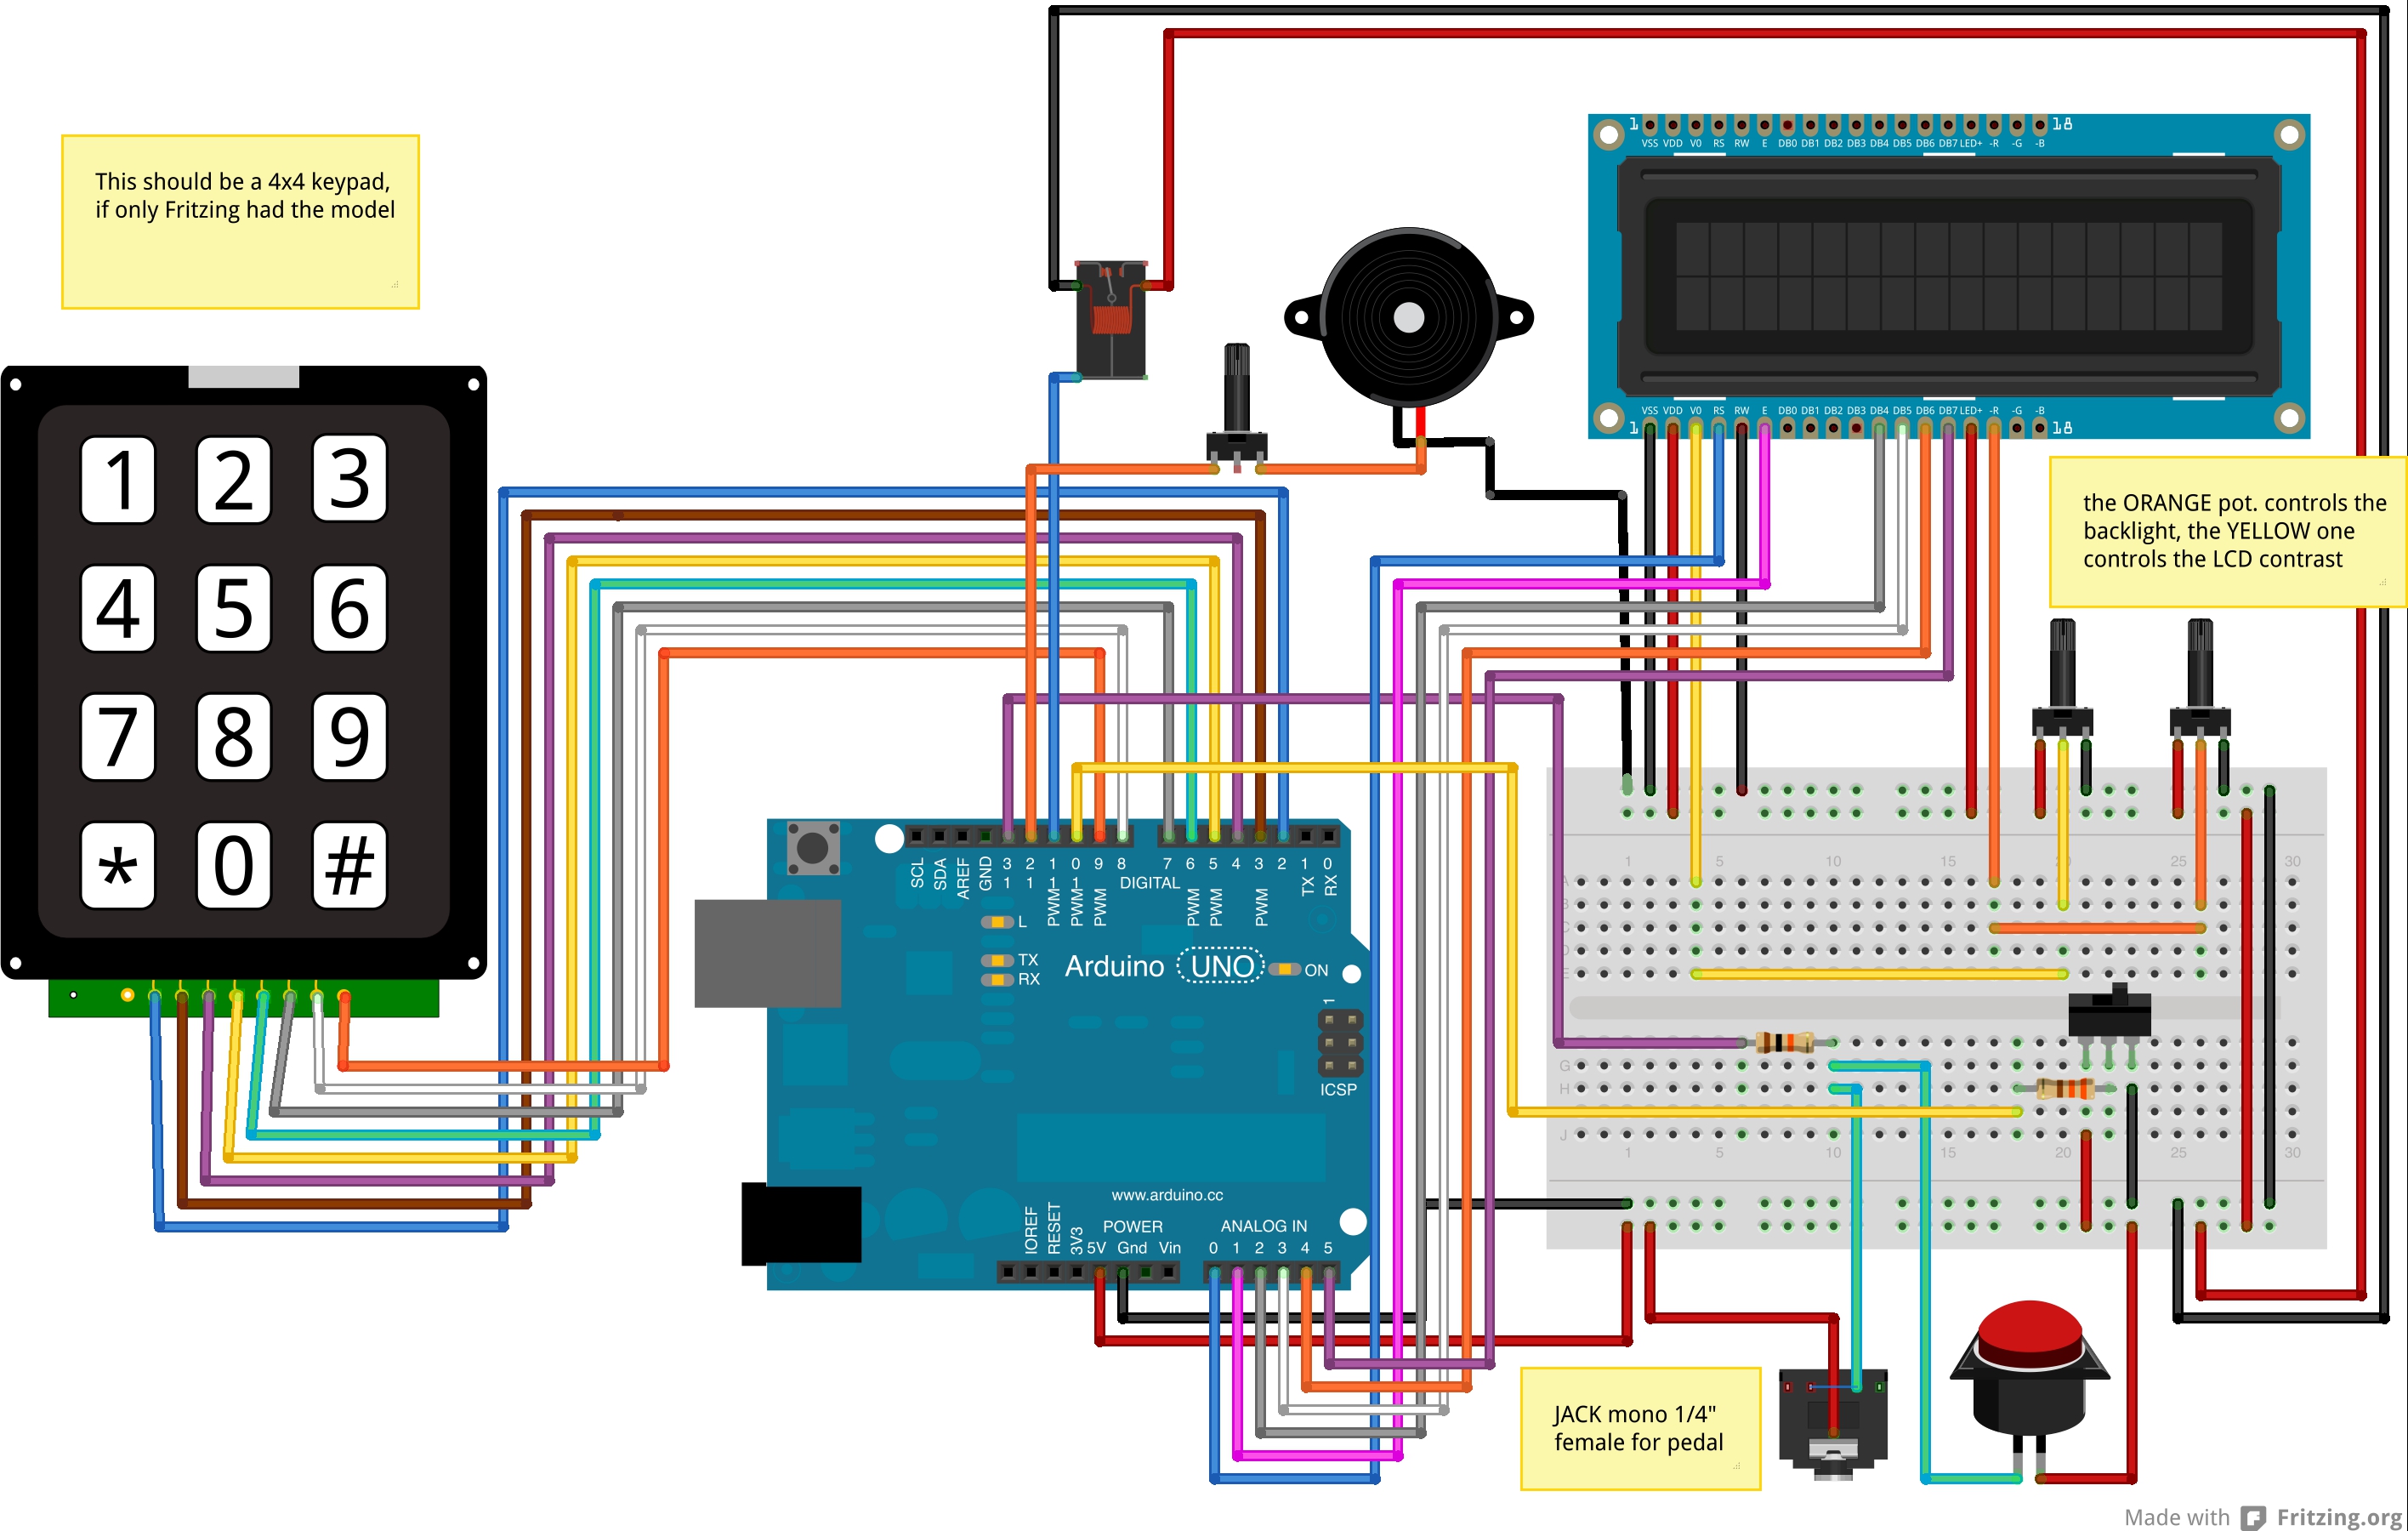 This should be a 4x4 keypad,
if only Fritzing had the model
1 18
VSS VDD V0 RS RW E DB0 DB1 DB2 DB3 DB4 DB5 DB6 DB7 LED+ -R -G -B
VSS VDD V0 RS RW E DB0 DB1 DB2 DB3 DB4 DB5 DB6 DB7 LED+ -R -G -B
1 18
the ORANGE pot. controls the
backlight, the YELLOW one
controls the LCD contrast
1 2 3
4 5 6
7 8 9
* 0 #
SCL SDA AREF GND 13 12 PWM 11 PWM 10 PWM 9 8 7 PWM 6 PWM 5 4 PWM 3 2 TX 1 RX 0
DIGITAL
L
TX
RX
Arduino UNO
ON
1
ICSP
www.arduino.cc
POWER
ANALOG IN
IOREF RESET 3V3 5V Gnd Vin 0 1 2 3 4 5
1 5 10 15 20 25 30
A
B
C
D
E
G
H
J
1 5 10 15 20 25 30
JACK mono 1/4"
female for pedal
Made with Fritzing.org